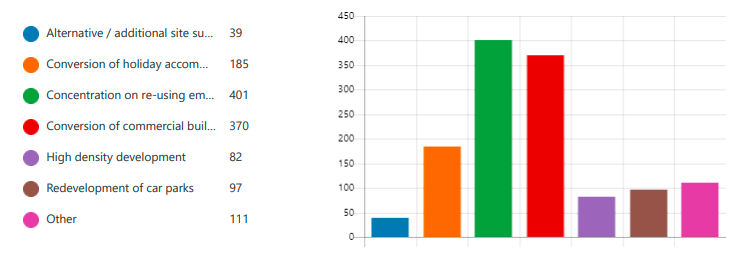 Alternative / additional site su... 39
Conversion of holiday accom... 185
Concentration on re-using em... 401
Conversion of commercial buil... 370
High density development 82
Redevelopment of car parks 97
Other 111
450
400
350
300
250
200
150
100
50
0